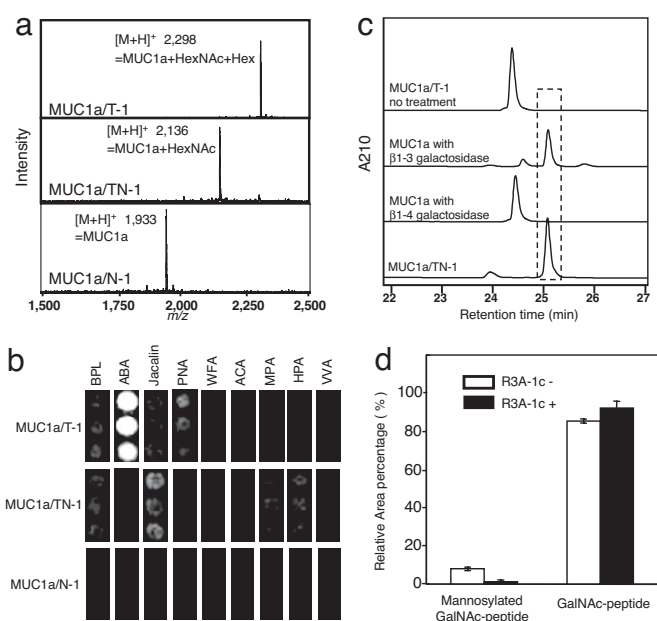 a
[M+H]+ 2,298
=MUC1a+HexNAc+Hex
MUC1a/T-1
[M+H]+ 2,136
=MUC1a+HexNAc
MUC1a/TN-1
[M+H]+ 1,933
=MUC1a
MUC1a/N-1
Intensity
1,500 1,750 2,000 2,250 2,500
m/z
b
BPL ABA Jacalin PNA WFA ACA MPA HPA VVA
MUC1a/T-1
MUC1a/TN-1
MUC1a/N-1
c
A210
MUC1a/T-1
no treatment
MUC1a with
β1-3 galactosidase
MUC1a with
β1-4 galactosidase
MUC1a/TN-1
22 23 24 25 26 27
Retention time (min)
d
R3A-1c -
R3A-1c +
Relative Area percentage (%)
100
80
60
40
20
0
Mannosylated
GalNAc-peptide
GalNAc-peptide